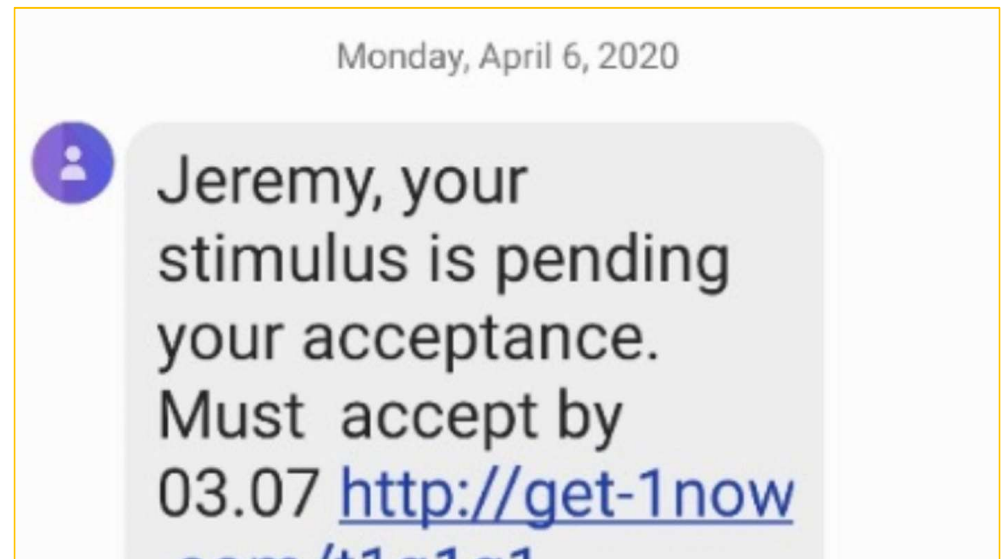 Monday, April 6, 2020
Jeremy, your
stimulus is pending
your acceptance.
Must  accept by
03.07 http://get-1now